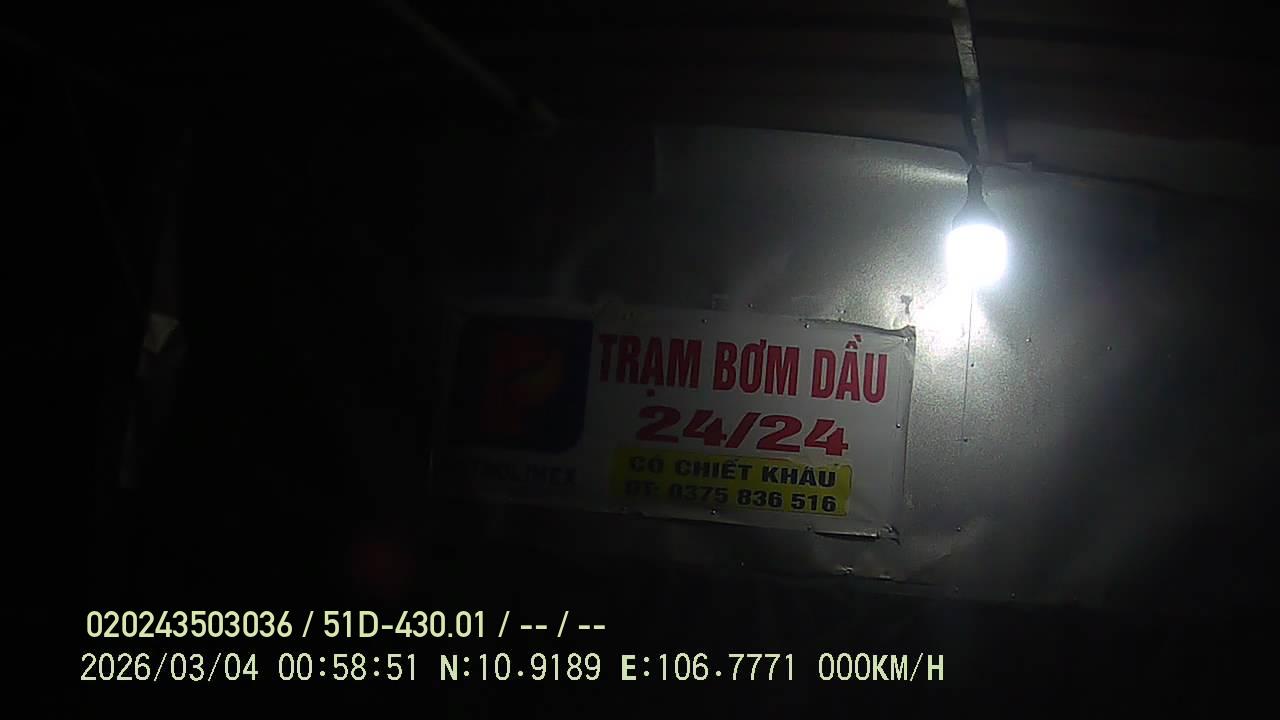 TRẠM BƠM DẦU
24/24
CÓ CHIẾT KHẤU
ĐT: 0375 836 516
PETROLIMEX
020243503036 / 51D-430.01 / -- / --
2026/03/04 00:58:51 N:10.9189 E:106.7771 000KM/H